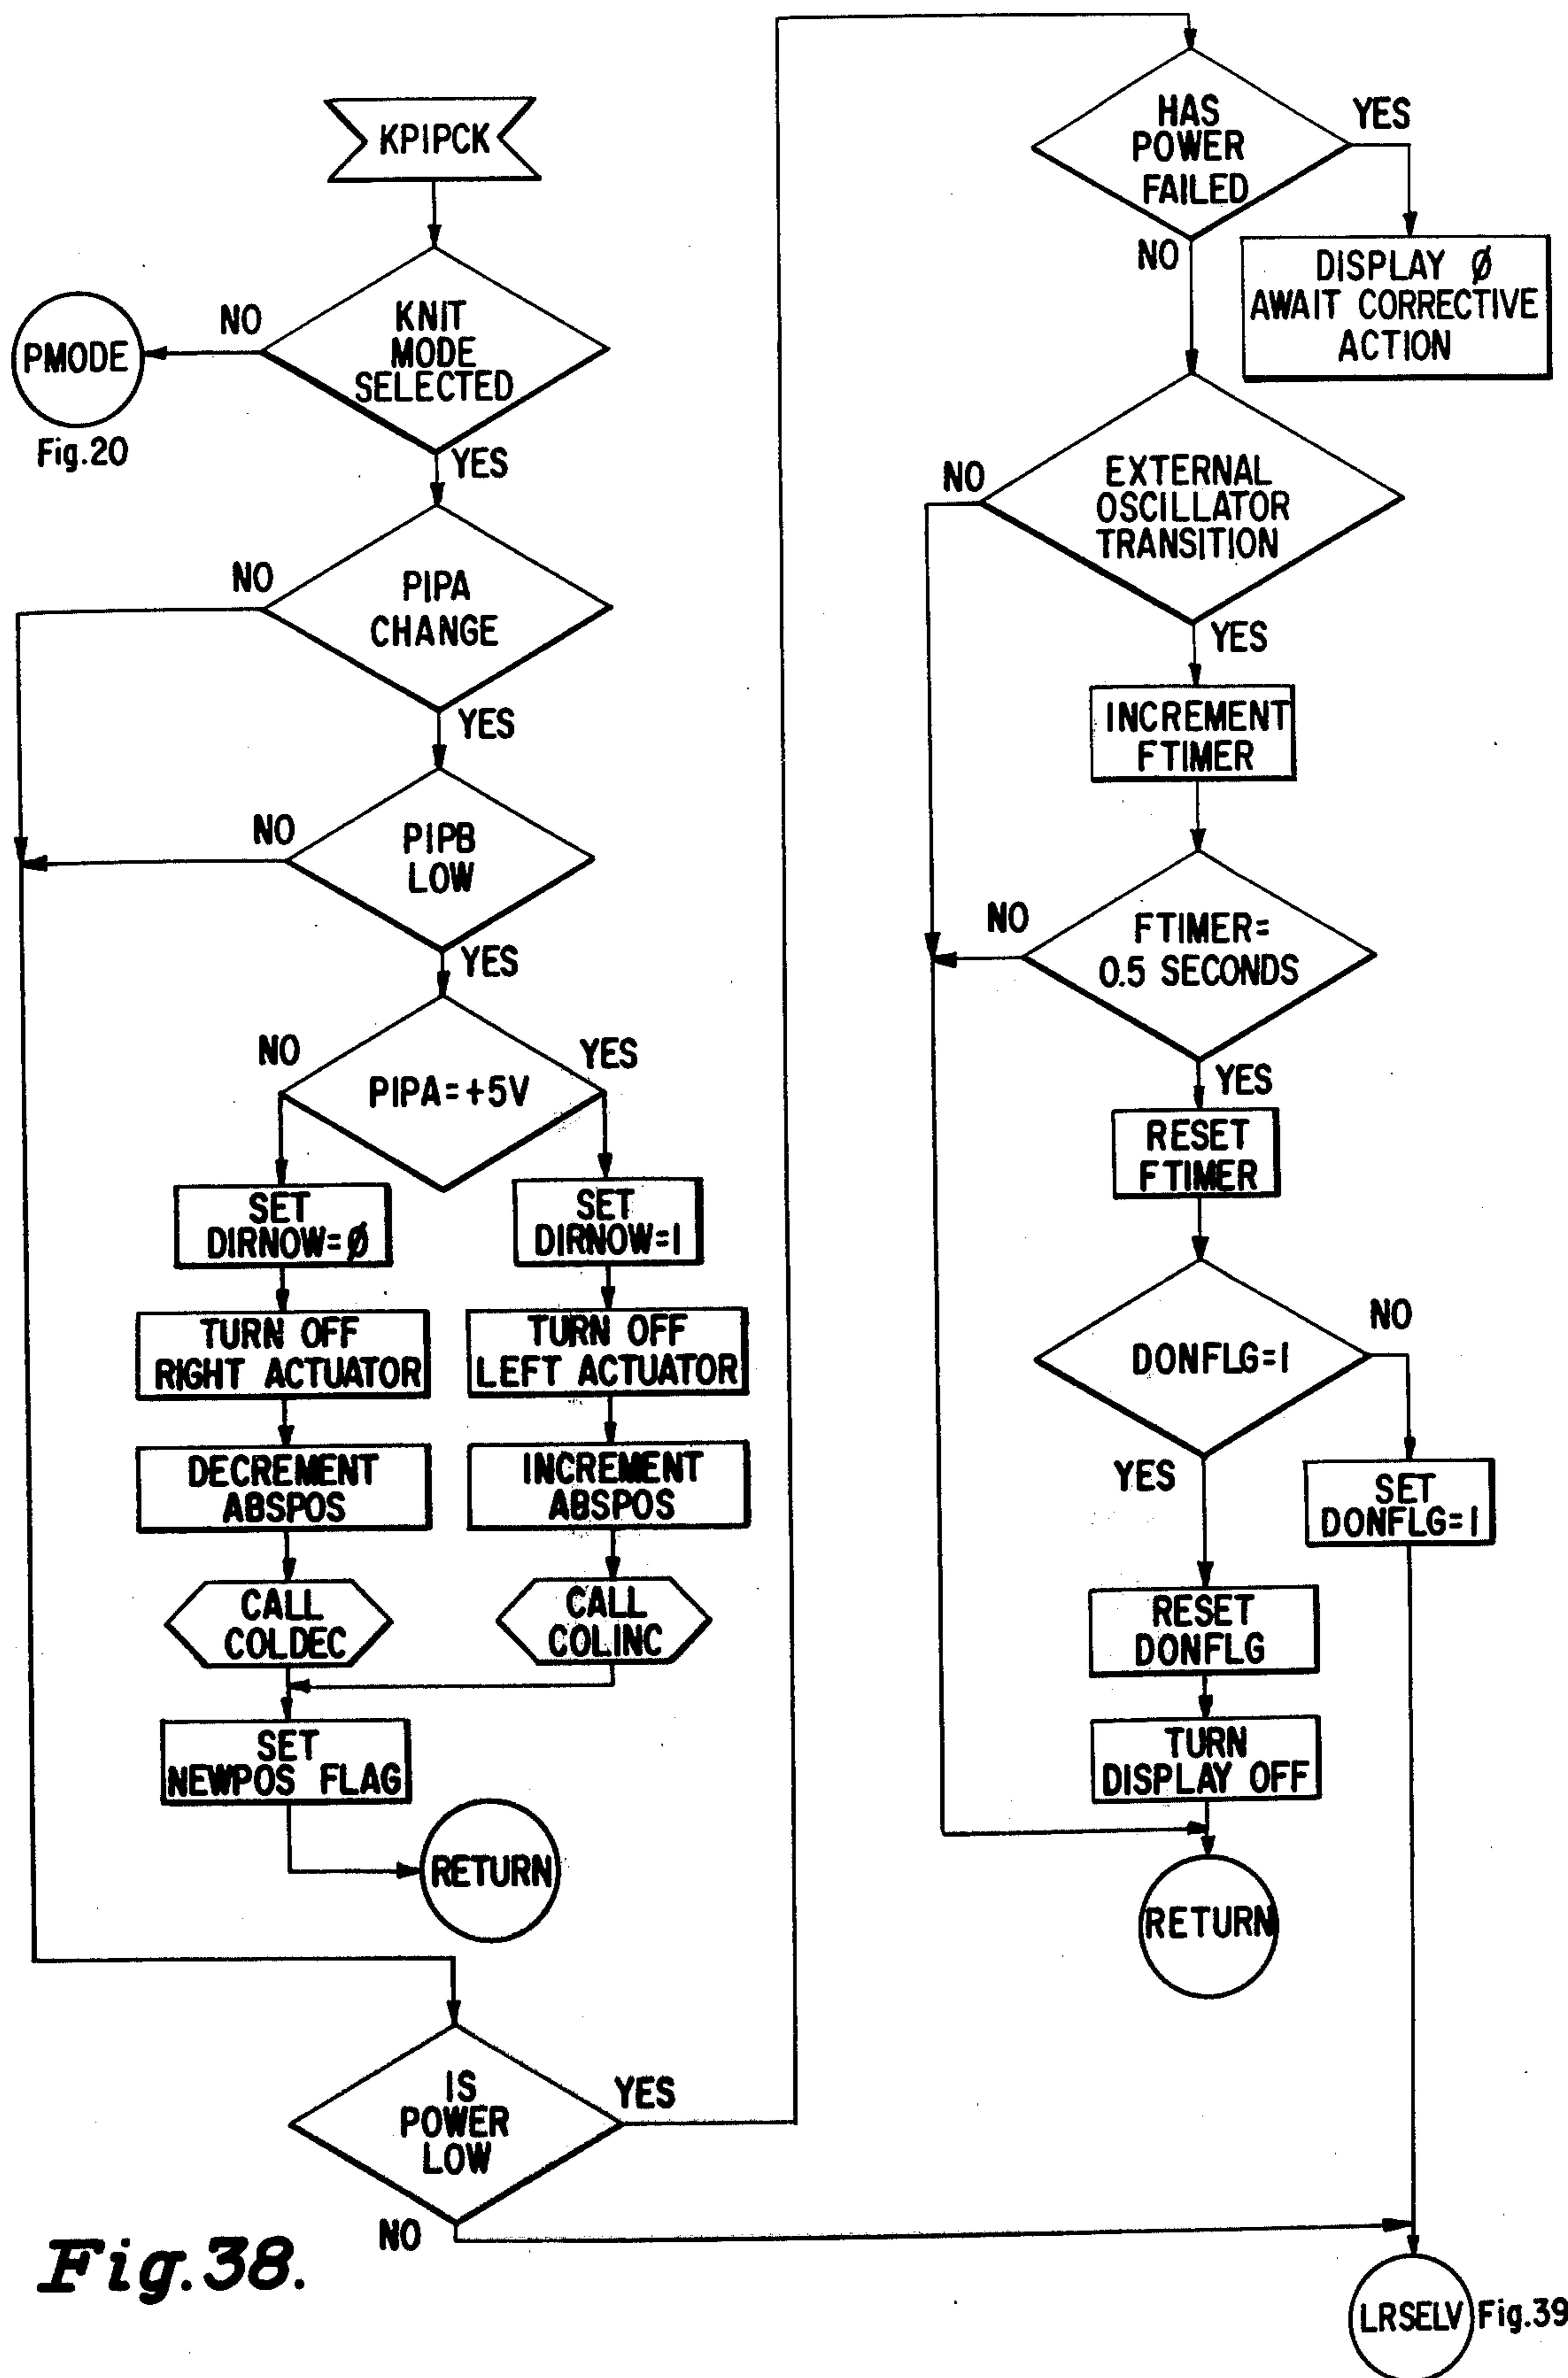 KPIPCK
KNIT
MODE
SELECTED
NO
PMODE
Fig.20
YES
PIPA
CHANGE
NO
YES
PIPB
LOW
NO
YES
PIPA=+5V
NO
YES
SET
DIRNOW=Ø
SET
DIRNOW=1
TURN OFF
RIGHT ACTUATOR
TURN OFF
LEFT ACTUATOR
DECREMENT
ABSPOS
INCREMENT
ABSPOS
CALL
COLDEC
CALL
COLINC
SET
NEWPOS FLAG
RETURN
IS
POWER
LOW
YES
NO
HAS
POWER
FAILED
YES
NO
DISPLAY Ø
AWAIT CORRECTIVE
ACTION
EXTERNAL
OSCILLATOR
TRANSITION
NO
YES
INCREMENT
FTIMER
FTIMER=
0.5 SECONDS
NO
YES
RESET
FTIMER
DONFLG=1
NO
YES
SET
DONFLG=1
RESET
DONFLG
TURN
DISPLAY OFF
RETURN
LRSELV Fig.39
Fig.38.